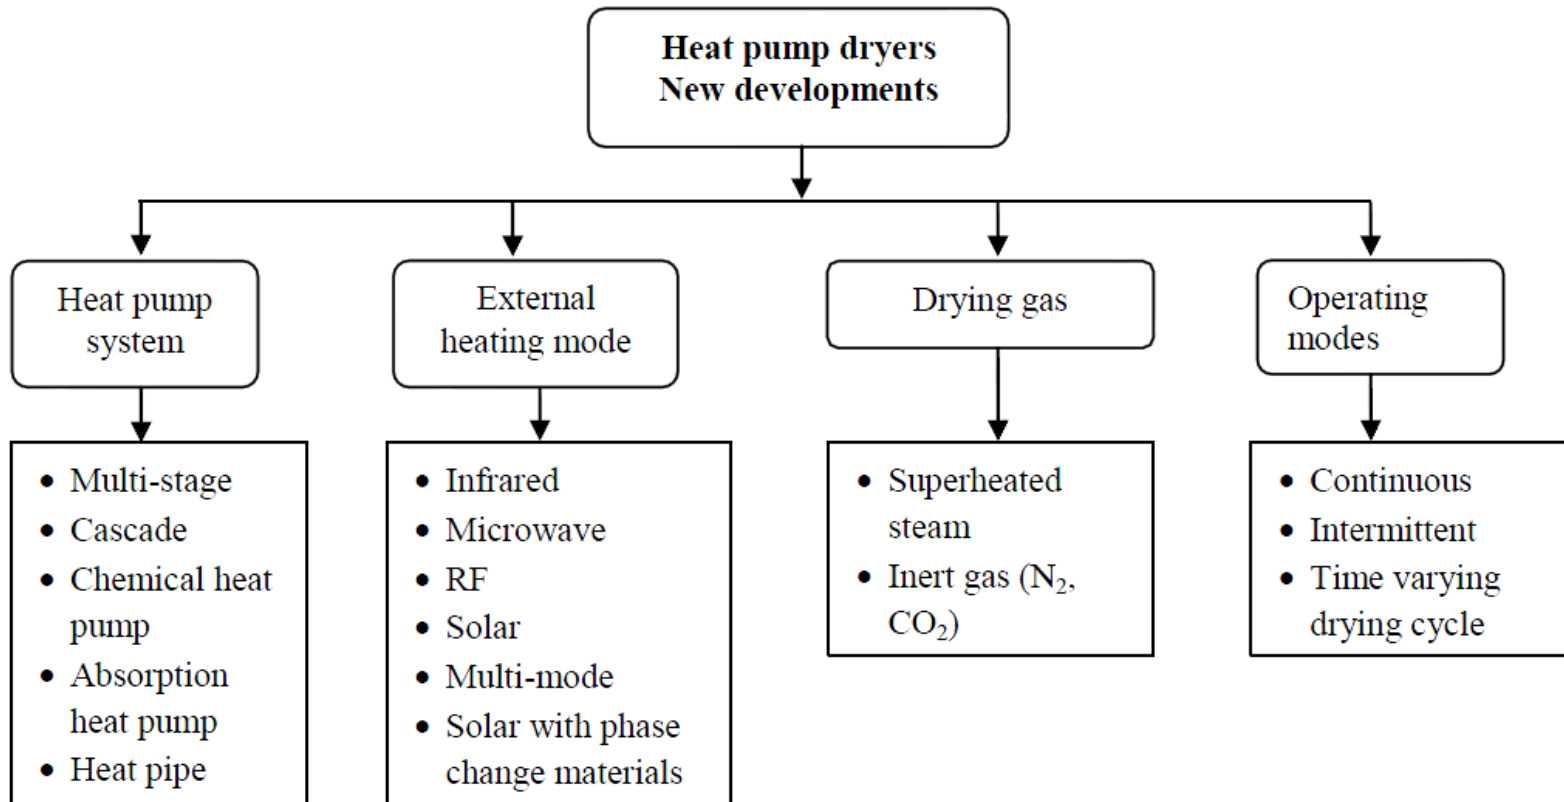 Heat pump dryers
New developments
Heat pump
system
External
heating mode
Drying gas
Operating
modes
• Multi-stage
• Cascade
• Chemical heat
pump
• Absorption
heat pump
• Heat pipe
• Infrared
• Microwave
• RF
• Solar
• Multi-mode
• Solar with phase
change materials
• Superheated
steam
• Inert gas (N₂,
CO₂)
• Continuous
• Intermittent
• Time varying
drying cycle